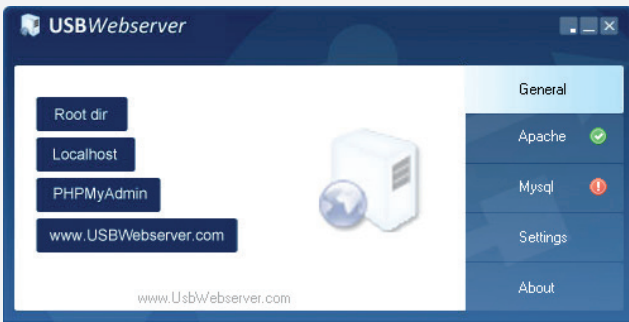 USBWebserver
Root dir
Localhost
PHPMyAdmin
www.USBWebserver.com
www.UsbWebserver.com
General
Apache
Mysql
Settings
About